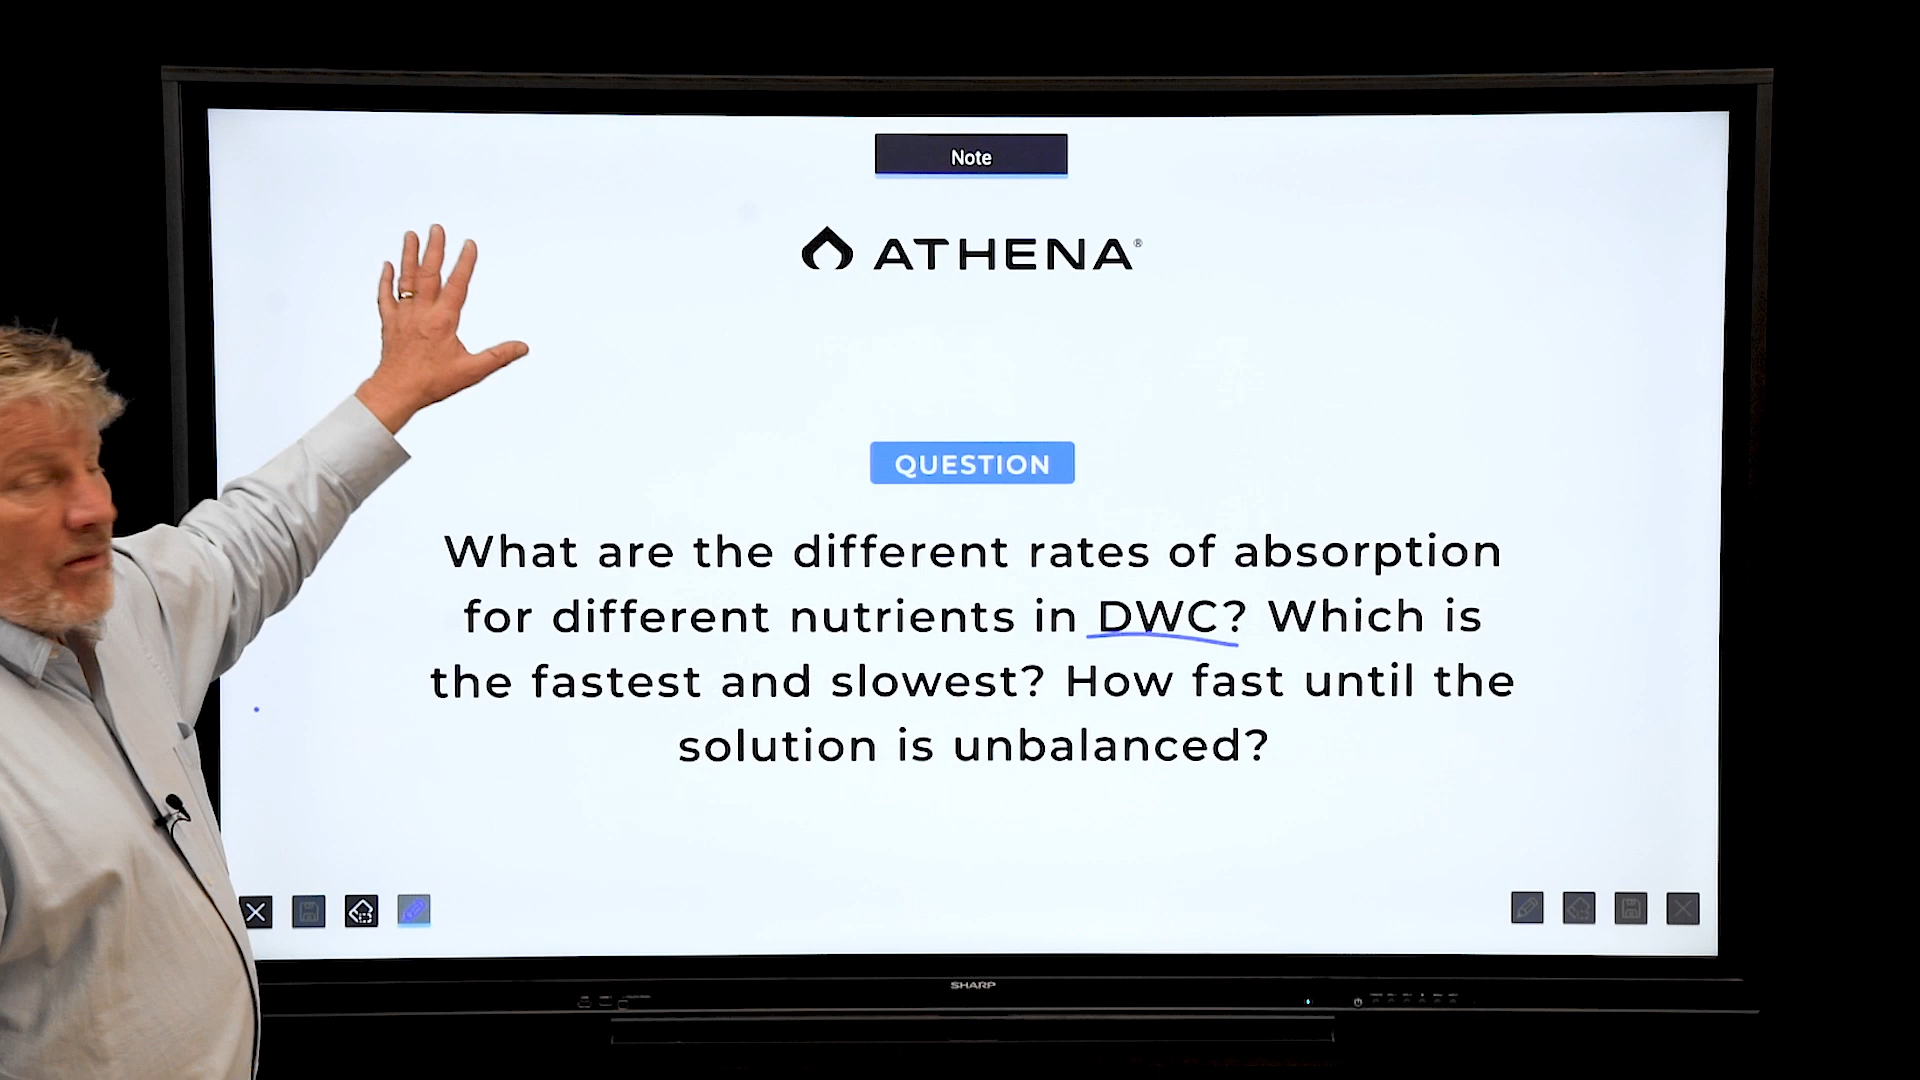 Note
ATHENA®
QUESTION
What are the different rates of absorption
for different nutrients in DWC? Which is
the fastest and slowest? How fast until the
solution is unbalanced?
SHARP